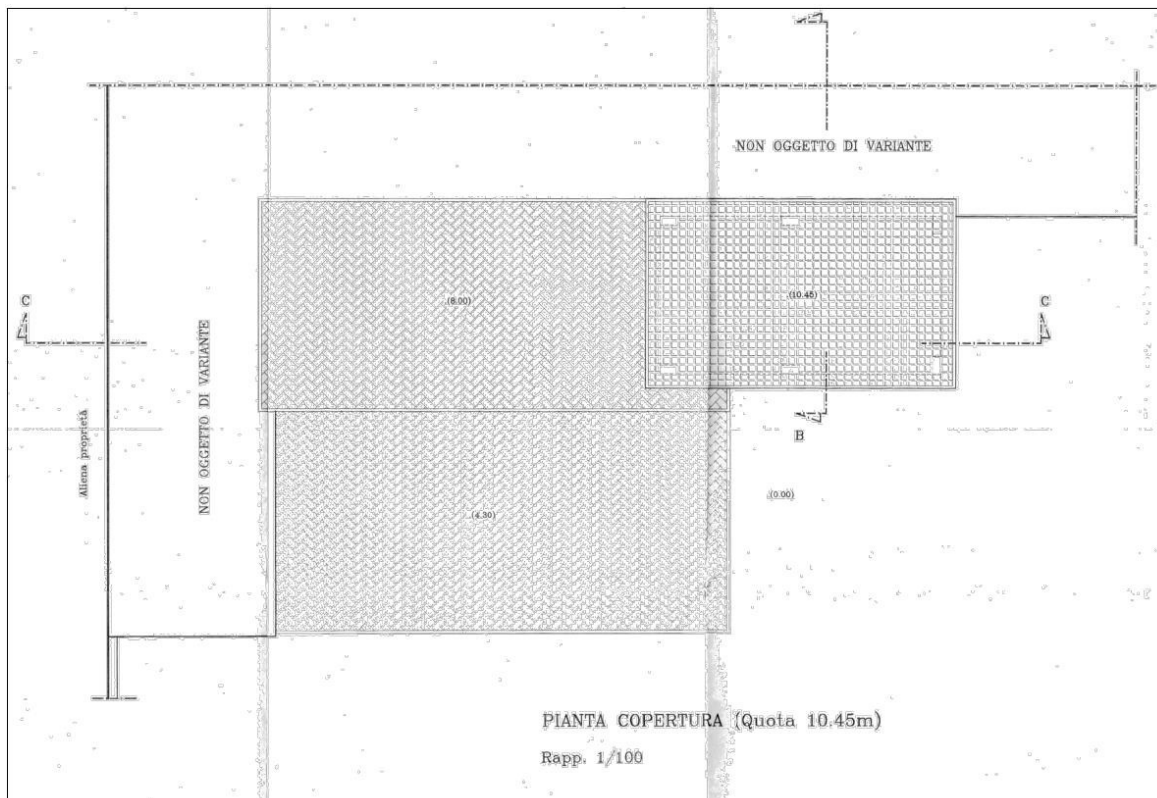 NON OGGETTO DI VARIANTE
(8.00)
(10.45)
C
C
NON OGGETTO DI VARIANTE
Aliena proprietà
B
(0.00)
(4.30)
PIANTA COPERTURA (Quota 10.45m)
Rapp. 1/100